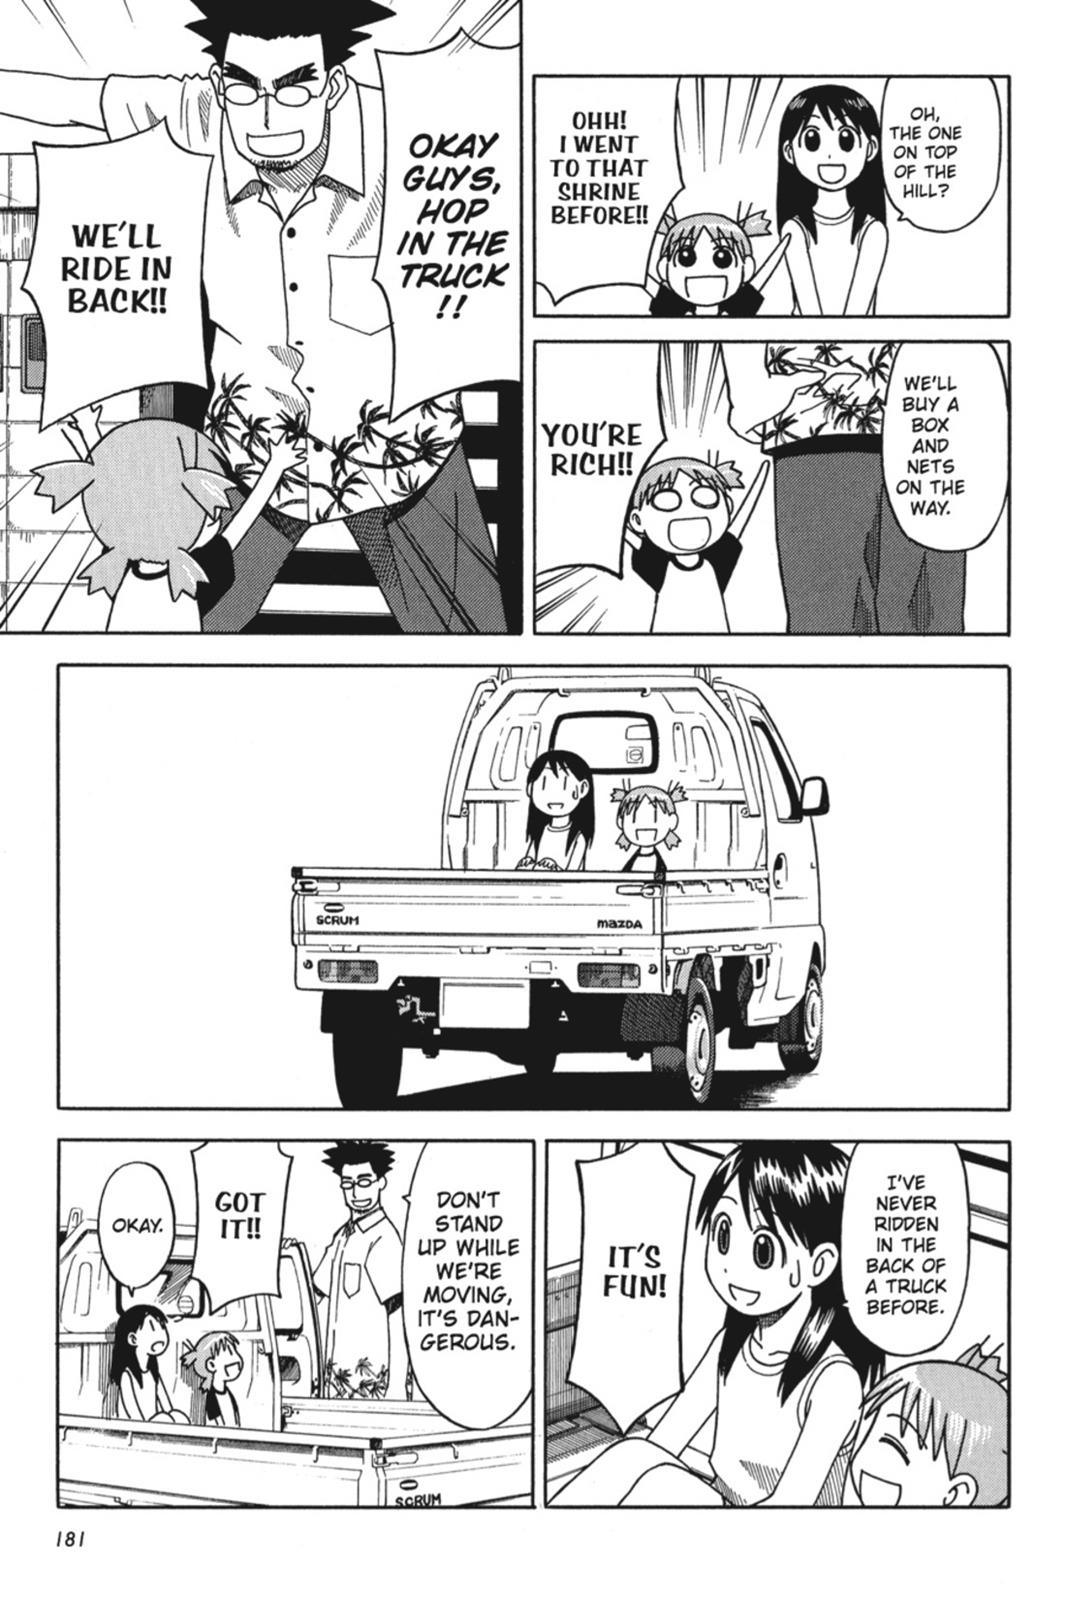 OH,
THE ONE
ON TOP
OF THE
HILL?
OHH!
I WENT
TO THAT
SHRINE
BEFORE!!
WE'LL
BUY A
BOX
AND
NETS
ON THE
WAY.
YOU'RE
RICH!!
OKAY
GUYS,
HOP
IN THE
TRUCK
!!
WE'LL
RIDE IN
BACK!!
SCRUM
mazDa
I'VE
NEVER
RIDDEN
IN THE
BACK OF
A TRUCK
BEFORE.
IT'S
FUN!
DON'T
STAND
UP WHILE
WE'RE
MOVING,
IT'S DAN-
GEROUS.
GOT
IT!!
OKAY.
SCRUM
181